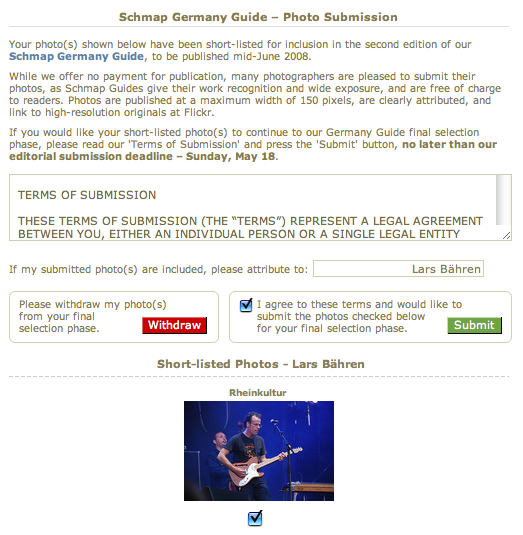 Schmap Germany Guide – Photo Submission
Your photo(s) shown below have been short-listed for inclusion in the second edition of our
Schmap Germany Guide, to be published mid-June 2008.
While we offer no payment for publication, many photographers are pleased to submit their
photos, as Schmap Guides give their work recognition and wide exposure, and are free of charge
to readers. Photos are published at a maximum width of 150 pixels, are clearly attributed, and
link to high-resolution originals at Flickr.
If you would like your short-listed photo(s) to continue to our Germany Guide final selection
phase, please read our 'Terms of Submission' and press the 'Submit' button, no later than our
editorial submission deadline – Sunday, May 18.
TERMS OF SUBMISSION
THESE TERMS OF SUBMISSION (THE “TERMS”) REPRESENT A LEGAL AGREEMENT
BETWEEN YOU, EITHER AN INDIVIDUAL PERSON OR A SINGLE LEGAL ENTITY
If my submitted photo(s) are included, please attribute to: Lars Bähren
Please withdraw my photo(s)
from your final
selection phase.
Withdraw
I agree to these terms and would like to
submit the photos checked below
for your final selection phase.
Submit
Short-listed Photos - Lars Bähren
Rheinkultur